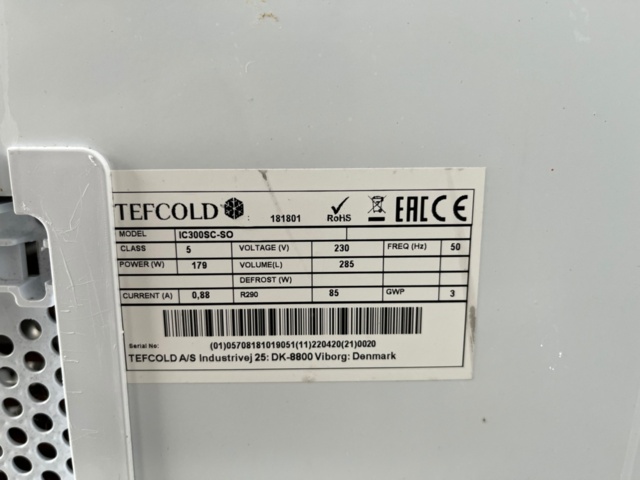 TEFCOLD : 181801 RoHS EAC CE
MODEL IC300SC-SO
CLASS 5 VOLTAGE (V) 230 FREQ (Hz) 50
POWER (W) 179 VOLUME(L) 285
DEFROST (W)
CURRENT (A) 0,88 R290 85 GWP 3
Serial No: (01)05708181019051(11)220420(21)0020
TEFCOLD A/S Industrivej 25: DK-8800 Viborg: Denmark